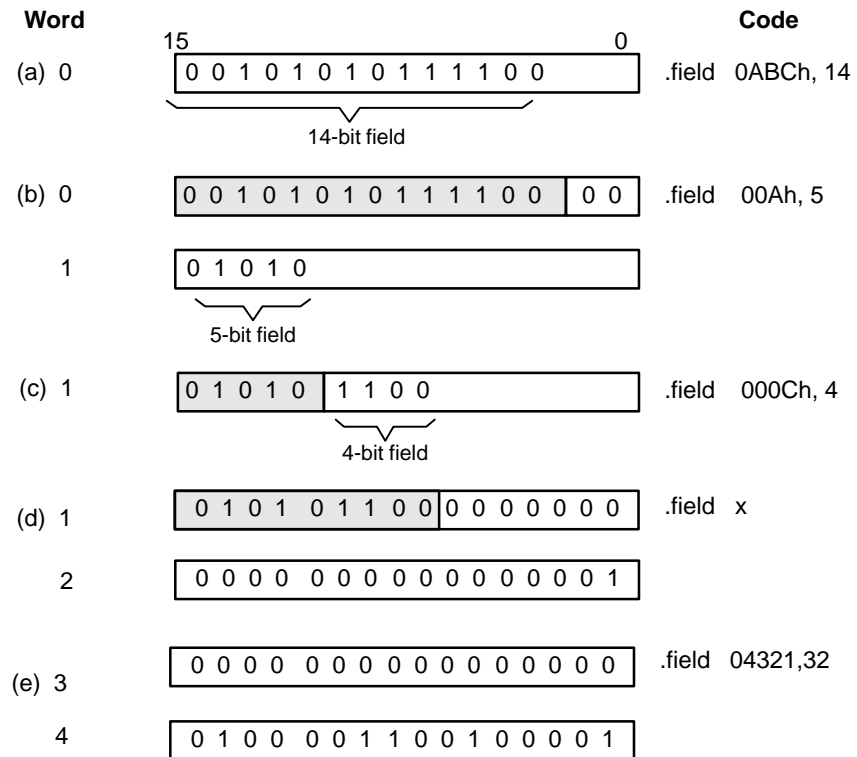 Word Code
15 0
(a) 0 0 0 1 0 1 0 1 0 1 1 1 1 0 0 .field 0ABCh, 14
14-bit field
(b) 0 0 0 1 0 1 0 1 0 1 1 1 1 0 0 0 0 .field 00Ah, 5
1 0 1 0 1 0
5-bit field
(c) 1 0 1 0 1 0 1 1 0 0 .field 000Ch, 4
4-bit field
(d) 1 0 1 0 1 0 1 1 0 0 0 0 0 0 0 0 0 .field x
2 0 0 0 0 0 0 0 0 0 0 0 0 0 0 0 1
(e) 3 0 0 0 0 0 0 0 0 0 0 0 0 0 0 0 0 .field 04321,32
4 0 1 0 0 0 0 1 1 0 0 1 0 0 0 0 1